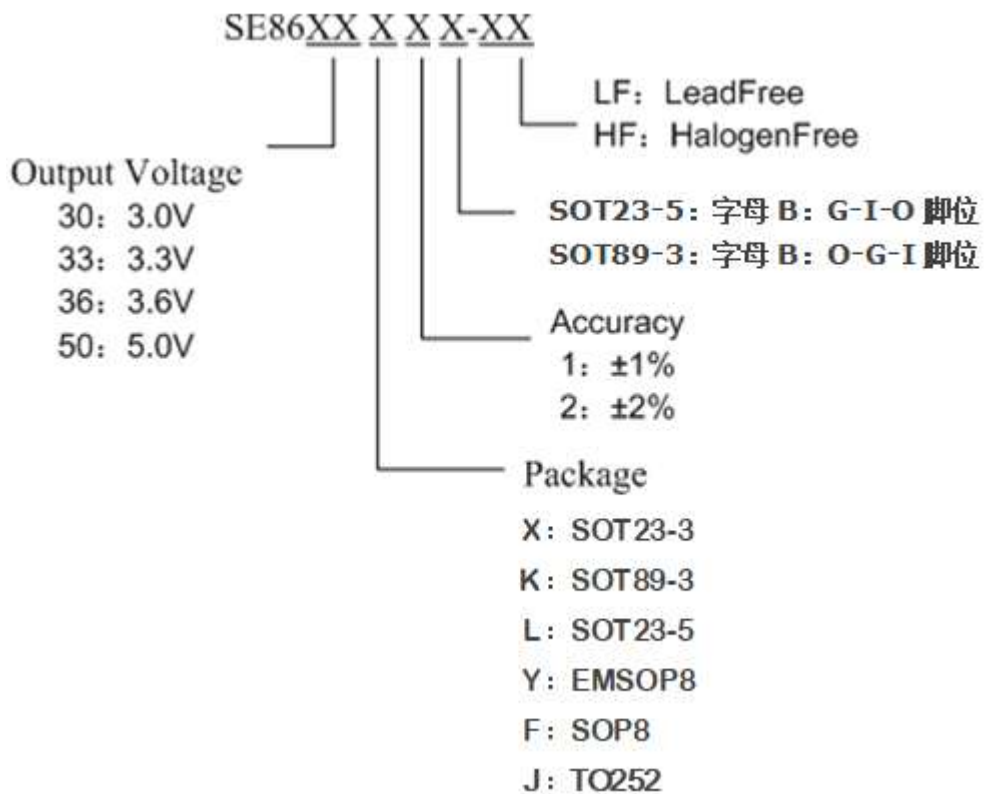 SE86XX X X X-XX
LF: LeadFree
HF: HalogenFree
Output Voltage
30: 3.0V
33: 3.3V
36: 3.6V
50: 5.0V
SOT23-5: 字母 B: G-I-O 脚位
SOT89-3: 字母 B: O-G-I 脚位
Accuracy
1: ±1%
2: ±2%
Package
X: SOT23-3
K: SOT89-3
L: SOT23-5
Y: EMSOP8
F: SOP8
J: TO252